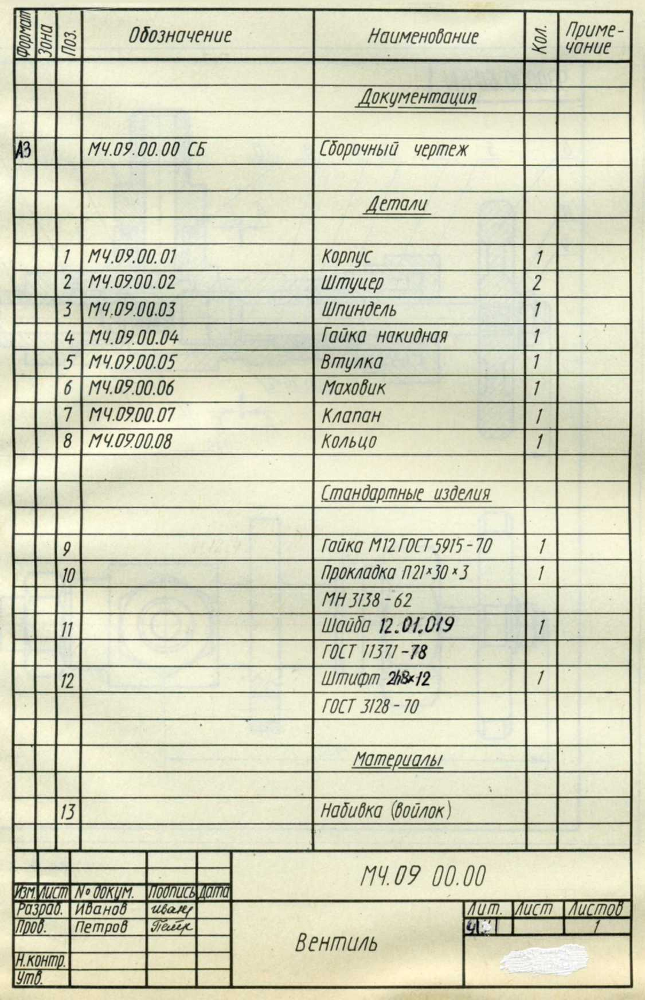 Формат Зона Поз. Обозначение Наименование Кол. Приме-
чание
Документация
А3 МЧ.09.00.00 СБ Сборочный чертеж
Детали
1 МЧ.09.00.01 Корпус 1
2 МЧ.09.00.02 Штуцер 2
3 МЧ.09.00.03 Шпиндель 1
4 МЧ.09.00.04 Гайка накидная 1
5 МЧ.09.00.05 Втулка 1
6 МЧ.09.00.06 Маховик 1
7 МЧ.09.00.07 Клапан 1
8 МЧ.09.00.08 Кольцо 1
Стандартные изделия
9 Гайка М12 ГОСТ 5915-70 1
10 Прокладка П21×30×3 1
МН 3138-62
11 Шайба 12.01.019 1
ГОСТ 11371-78
12 Штифт 2h8×12 1
ГОСТ 3128-70
Материалы
13 Набивка (войлок)
МЧ.09 00.00
Изм. Лист № докум. Подпись Дата
Разраб. Иванов Лит. Лист Листов
Пров. Петров 1
Вентиль
Н.контр.
Утв.